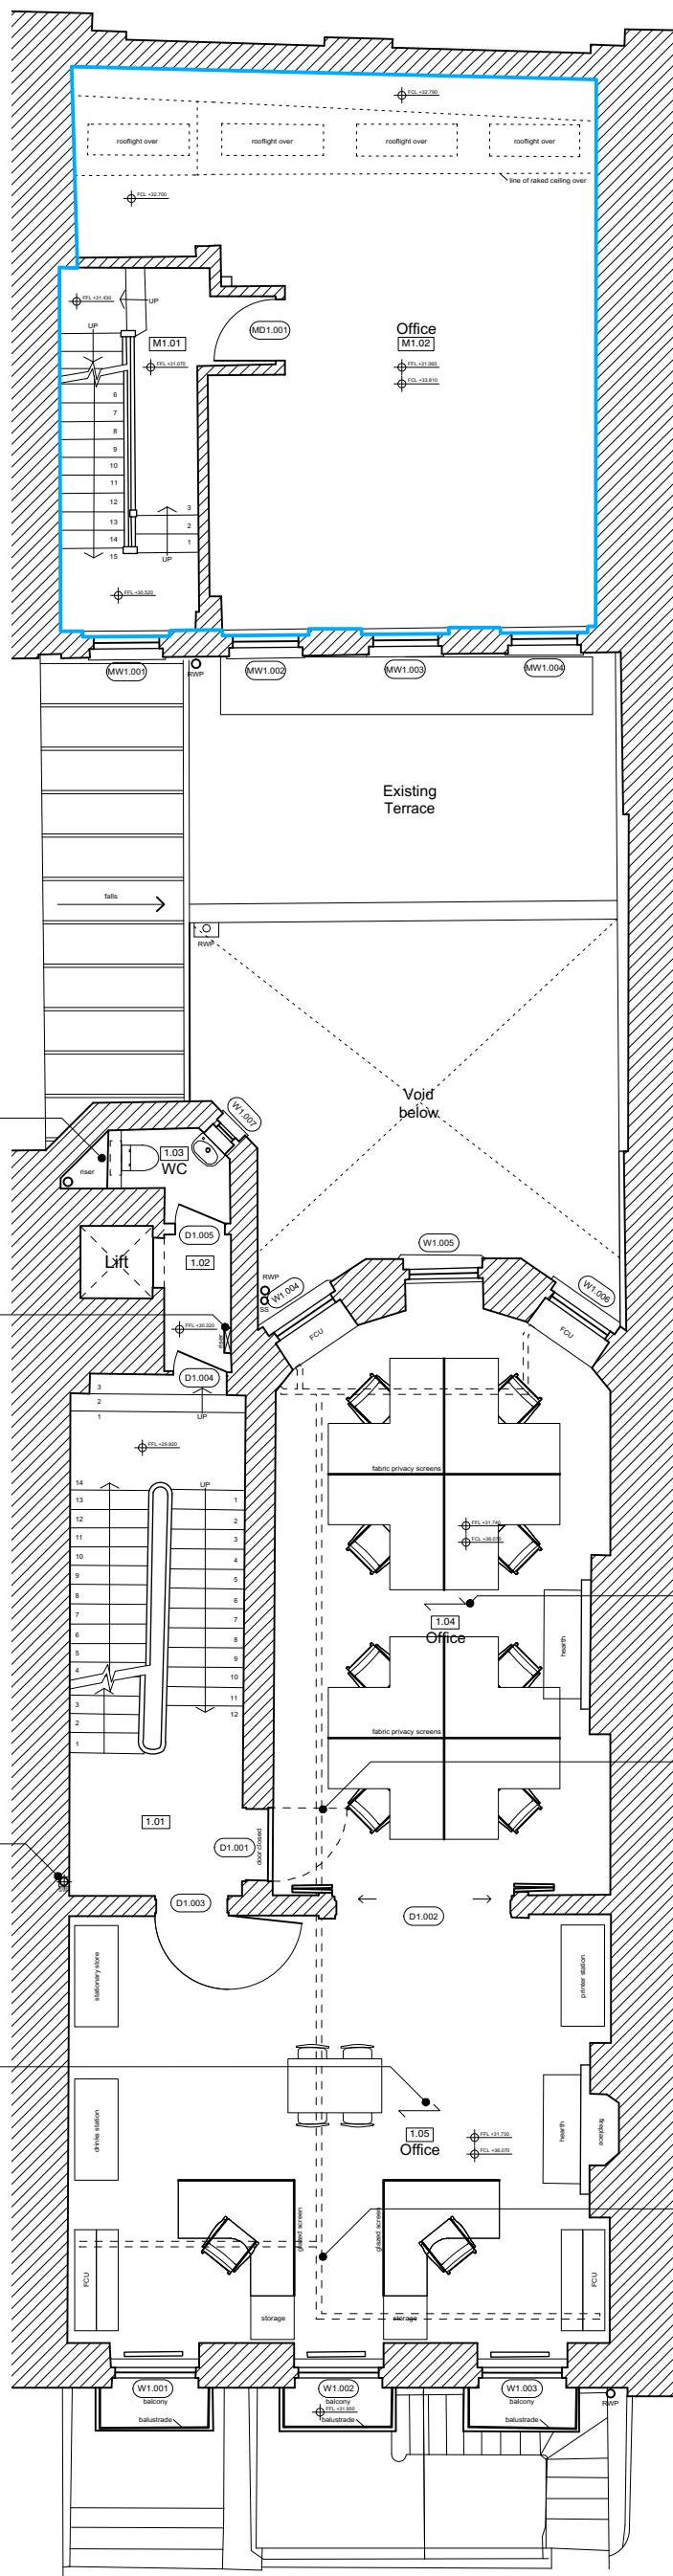 FCL +32.790
rooflight over
rooflight over
rooflight over
rooflight over
line of raked ceiling over
FCL +32.700
FFL +31.430
UP
UP
M1.01
FFL +31.070
MD1.001
Office
M1.02
FFL +31.060
FCL +33.810
6
7
8
9
10
11
12
13
14
15
3
2
1
UP
FFL +30.520
MW1.001
RWP
MW1.002
MW1.003
MW1.004
Existing
Terrace
falls
RWP
Void
below
W1.007
1.03
WC
riser
D1.005
Lift
1.02
W1.005
RWP
SS
W1.004
W1.006
FCU
FCU
FFL +30.320
riser
D1.004
3
2
1
UP
FFL +29.920
fabric privacy screens
14
13
12
11
10
9
8
7
6
5
4
3
2
1
UP
1
2
3
4
5
6
7
8
9
10
11
12
FFL +31.740
FCL +36.070
1.04
Office
hearth
fabric privacy screens
1.01
D1.001
door closed
D1.003
D1.002
stationary store
printer station
drinks station
1.05
Office
FFL +31.730
FCL +36.070
hearth
fireplace
glazed screen
glazed screen
FCU
FCU
storage
storage
W1.001
balcony
balustrade
W1.002
balcony
FFL +31.650
balustrade
W1.003
balcony
balustrade
RWP